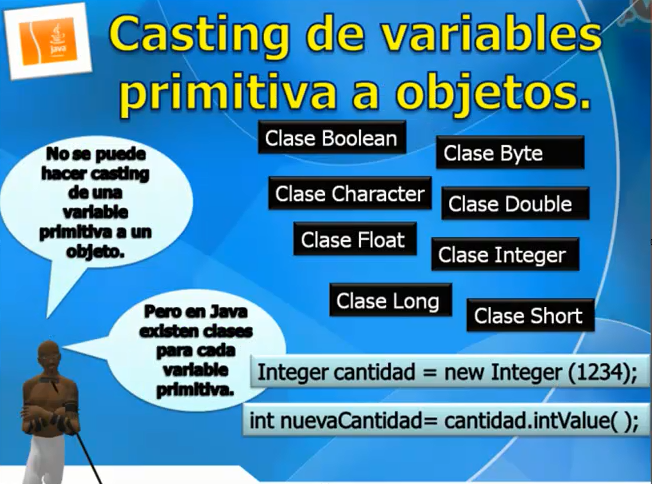 Java
Casting de variables
primitiva a objetos.
No se puede
hacer casting
de una
variable
primitiva a un
objeto.
Clase Boolean
Clase Byte
Clase Character
Clase Double
Clase Float
Clase Integer
Clase Long
Clase Short
Pero en Java
existen clases
para cada
variable
primitiva.
Integer cantidad = new Integer (1234);
int nuevaCantidad= cantidad.intValue( );